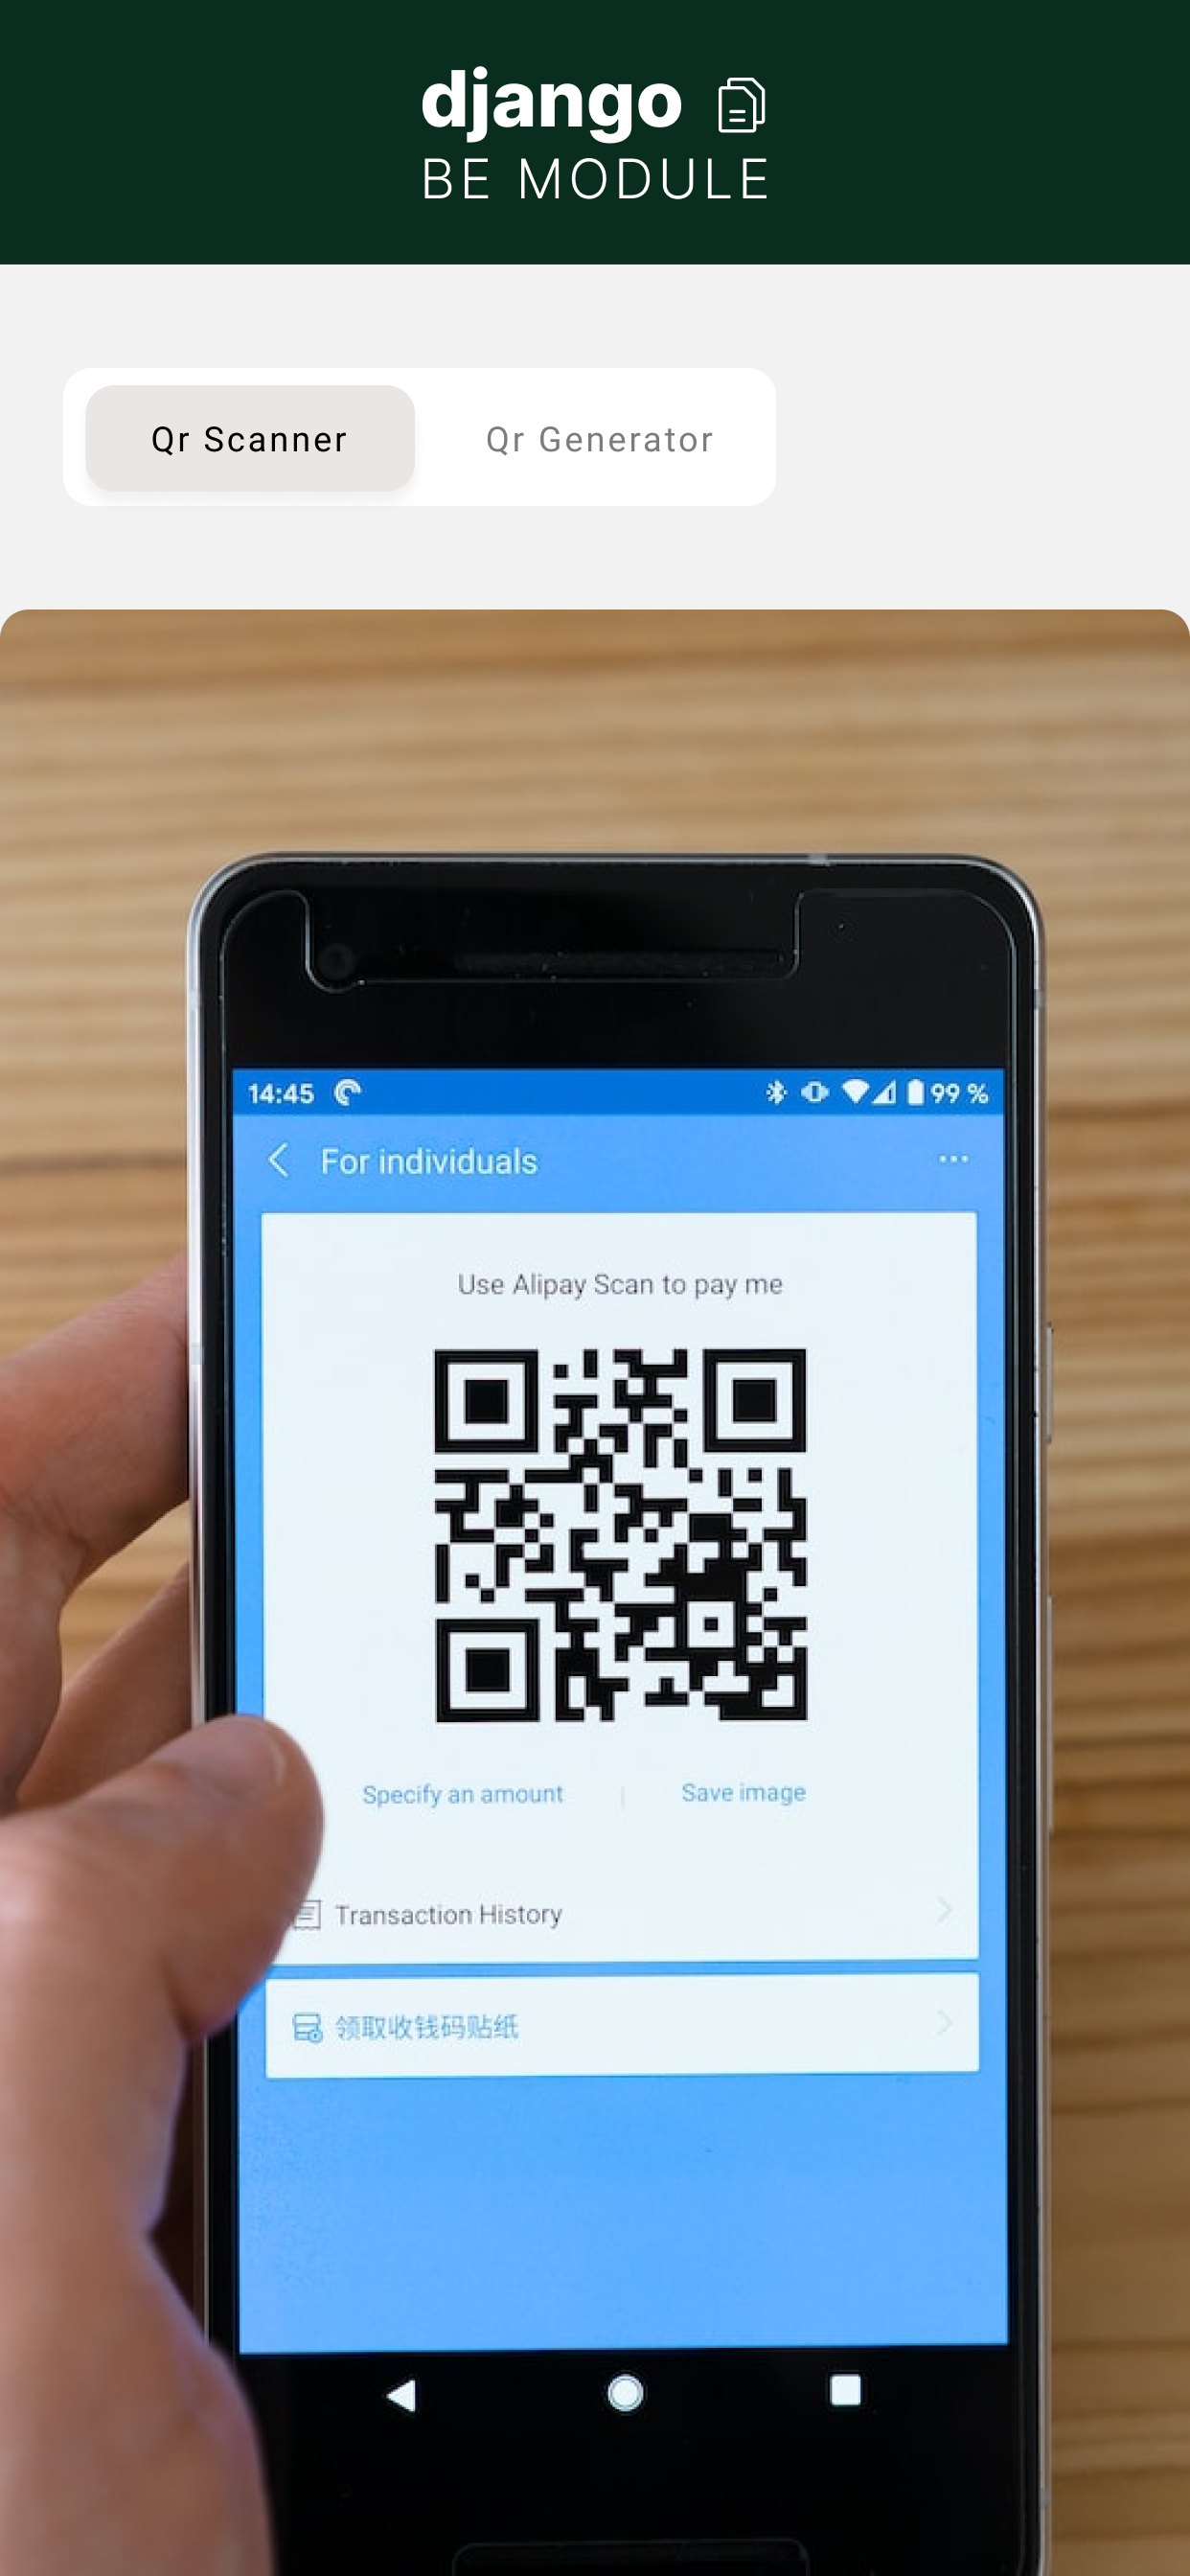 django
BE MODULE
Qr Scanner
Qr Generator
14:45
99 %
For individuals
Use Alipay Scan to pay me
Specify an amount
Save image
Transaction History
领取收钱码贴纸